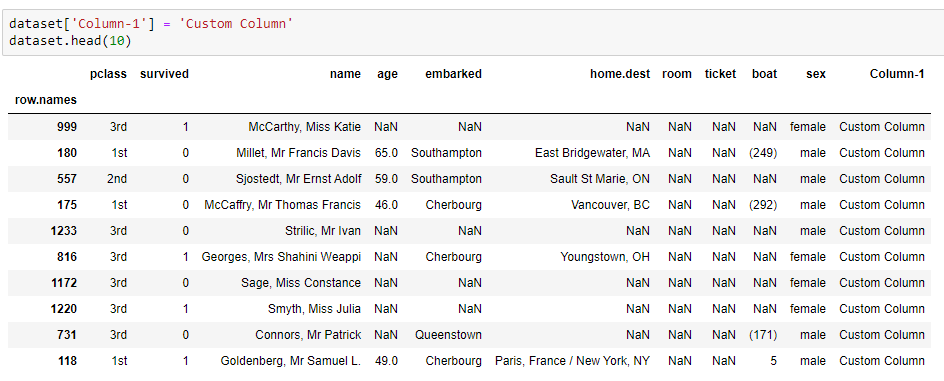 dataset['Column-1'] = 'Custom Column'
dataset.head(10)
pclass survived name age embarked home.dest room ticket boat sex Column-1
row.names
999 3rd 1 McCarthy, Miss Katie NaN NaN NaN NaN NaN NaN female Custom Column
180 1st 0 Millet, Mr Francis Davis 65.0 Southampton East Bridgewater, MA NaN NaN (249) male Custom Column
557 2nd 0 Sjostedt, Mr Ernst Adolf 59.0 Southampton Sault St Marie, ON NaN NaN NaN male Custom Column
175 1st 0 McCaffry, Mr Thomas Francis 46.0 Cherbourg Vancouver, BC NaN NaN (292) male Custom Column
1233 3rd 0 Strilic, Mr Ivan NaN NaN NaN NaN NaN NaN male Custom Column
816 3rd 1 Georges, Mrs Shahini Weappi NaN Cherbourg Youngstown, OH NaN NaN NaN female Custom Column
1172 3rd 0 Sage, Miss Constance NaN NaN NaN NaN NaN NaN female Custom Column
1220 3rd 1 Smyth, Miss Julia NaN NaN NaN NaN NaN NaN female Custom Column
731 3rd 0 Connors, Mr Patrick NaN Queenstown NaN NaN NaN (171) male Custom Column
118 1st 1 Goldenberg, Mr Samuel L. 49.0 Cherbourg Paris, France / New York, NY NaN NaN 5 male Custom Column